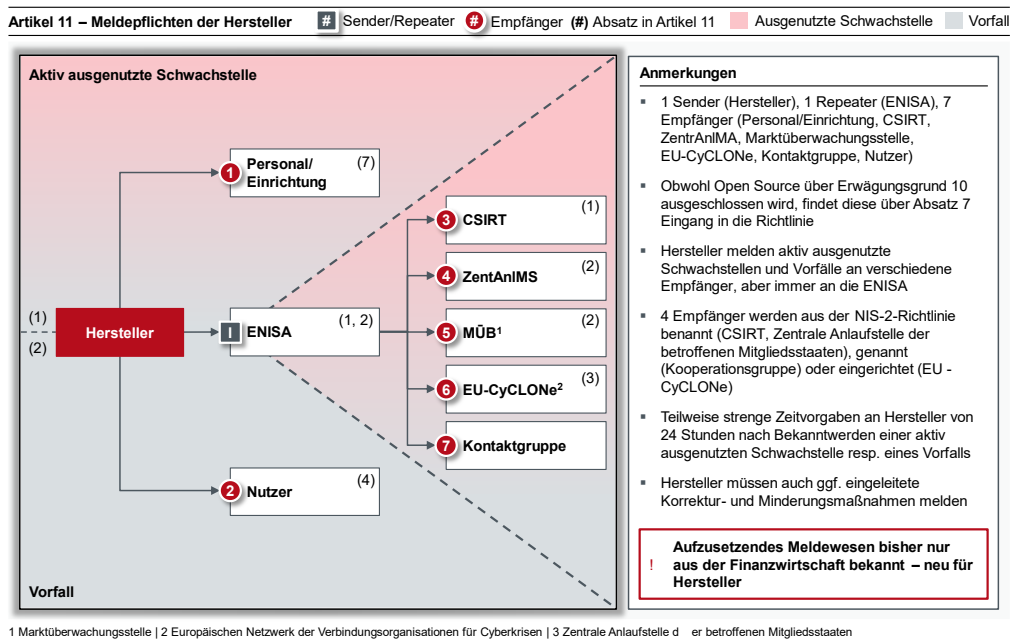 Artikel 11 – Meldepflichten der Hersteller # Sender/Repeater # Empfänger (#) Absatz in Artikel 11 Ausgenutzte Schwachstelle Vorfall
Aktiv ausgenutzte Schwachstelle
1 Personal/ (7)
Einrichtung
3 CSIRT (1)
4 ZentAnlMS (2)
(1)
Hersteller
(2)
I ENISA (1, 2)
5 MÜB¹ (2)
6 EU-CyCLONe² (3)
7 Kontaktgruppe
2 Nutzer (4)
Vorfall
Anmerkungen
▪ 1 Sender (Hersteller), 1 Repeater (ENISA), 7
Empfänger (Personal/Einrichtung, CSIRT,
ZentrAnlMA, Marktüberwachungsstelle,
EU-CyCLONe, Kontaktgruppe, Nutzer)
▪ Obwohl Open Source über Erwägungsgrund 10
ausgeschlossen wird, findet diese über Absatz 7
Eingang in die Richtlinie
▪ Hersteller melden aktiv ausgenutzte
Schwachstellen und Vorfälle an verschiedene
Empfänger, aber immer an die ENISA
▪ 4 Empfänger werden aus der NIS-2-Richtlinie
benannt (CSIRT, Zentrale Anlaufstelle der
betroffenen Mitgliedsstaaten), genannt
(Kooperationsgruppe) oder eingerichtet (EU -
CyCLONe)
▪ Teilweise strenge Zeitvorgaben an Hersteller von
24 Stunden nach Bekanntwerden einer aktiv
ausgenutzten Schwachstelle resp. eines Vorfalls
▪ Hersteller müssen auch ggf. eingeleitete
Korrektur- und Minderungsmaßnahmen melden
Aufzusetzendes Meldewesen bisher nur
! aus der Finanzwirtschaft bekannt – neu für
Hersteller
1 Marktüberwachungsstelle | 2 Europäischen Netzwerk der Verbindungsorganisationen für Cyberkrisen | 3 Zentrale Anlaufstelle d er betroffenen Mitgliedsstaaten